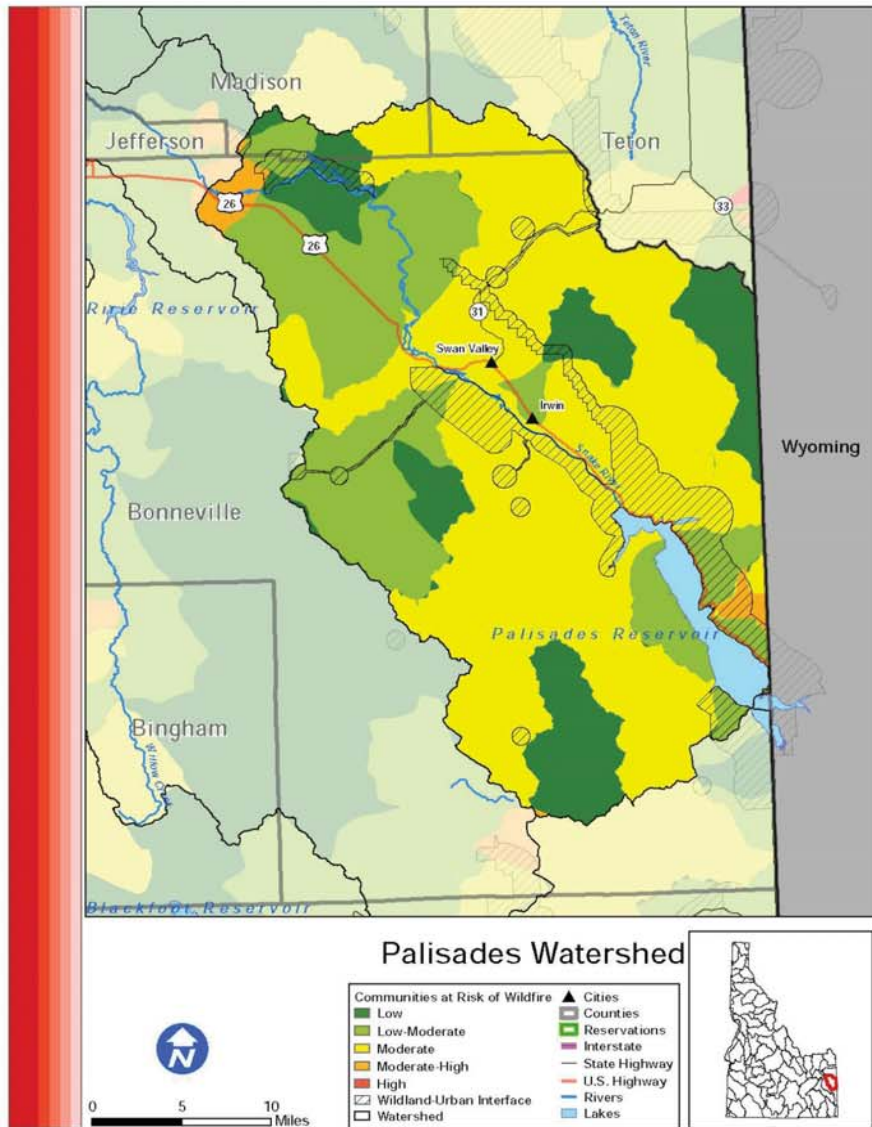 Teton River
Madison
Jefferson
Teton
26
33
26
Ririe Reservoir
31
Swan Valley
Irwin
Snake River
Wyoming
Bonneville
Palisades Reservoir
Bingham
Willow Creek
Blackfoot Reservoir
Palisades Watershed
Communities at Risk of Wildfire
Low
Low-Moderate
Moderate
Moderate-High
High
Wildland-Urban Interface
Watershed
Cities
Counties
Reservations
Interstate
State Highway
U.S. Highway
Rivers
Lakes
N
0 5 10
Miles